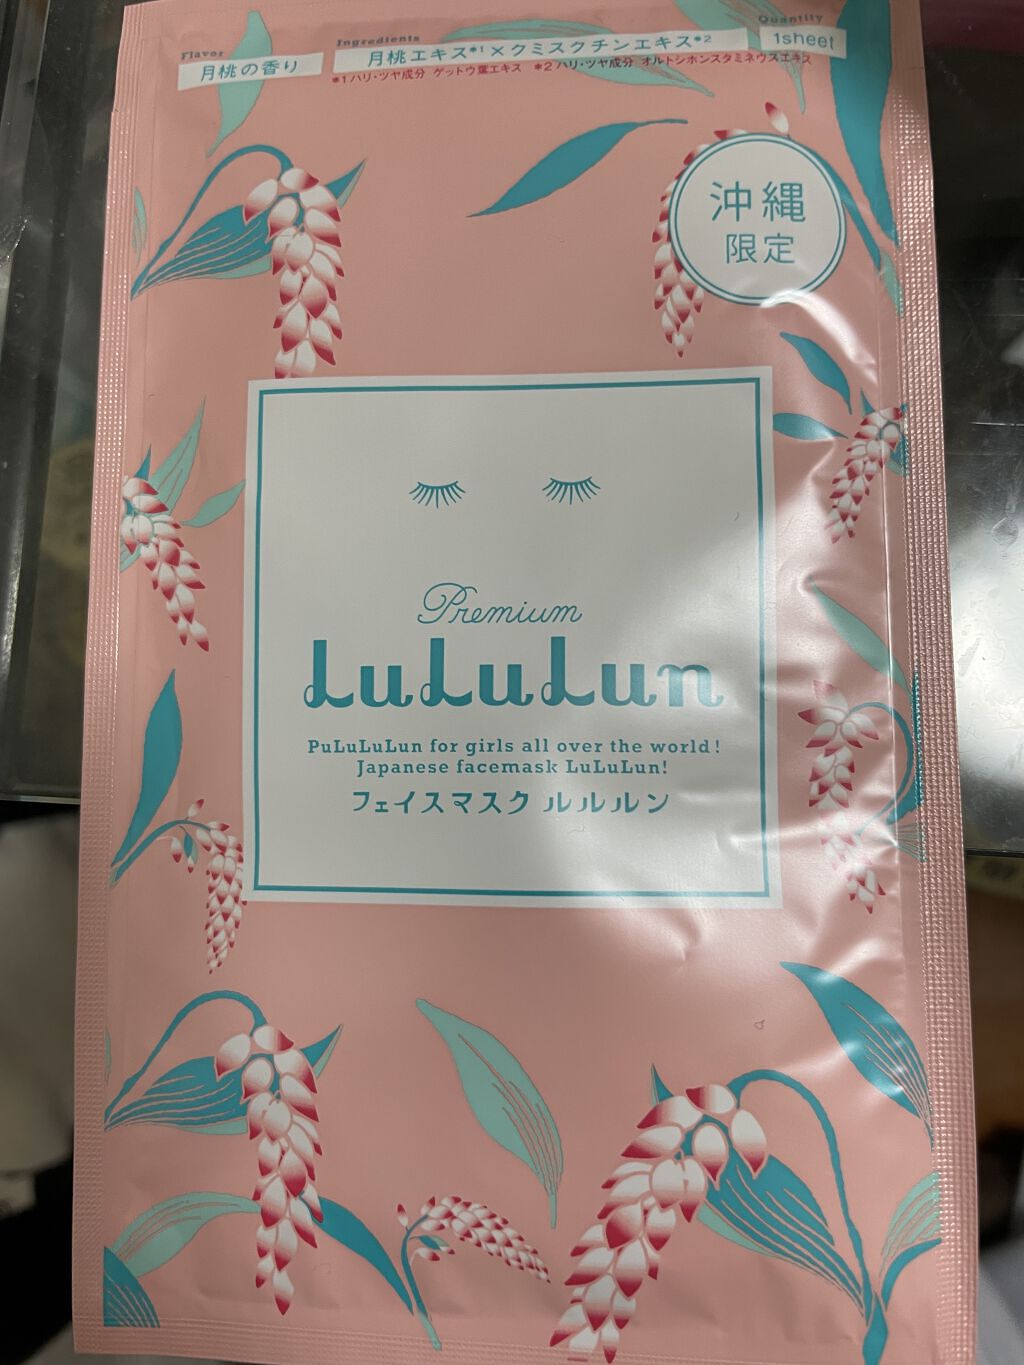 Flavor
月桃の香り
Ingredients
月桃エキス*1×クミスクチンエキス*2
*1 ハリ・ツヤ成分 ゲットウ葉エキス *2 ハリ・ツヤ成分 オルトシホンスタミネウスエキス
Quantity
1sheet
沖縄
限定
Premium
LuLuLun
PuLuLuLun for girls all over the world!
Japanese facemask LuLuLun!
フェイスマスク ルルルン